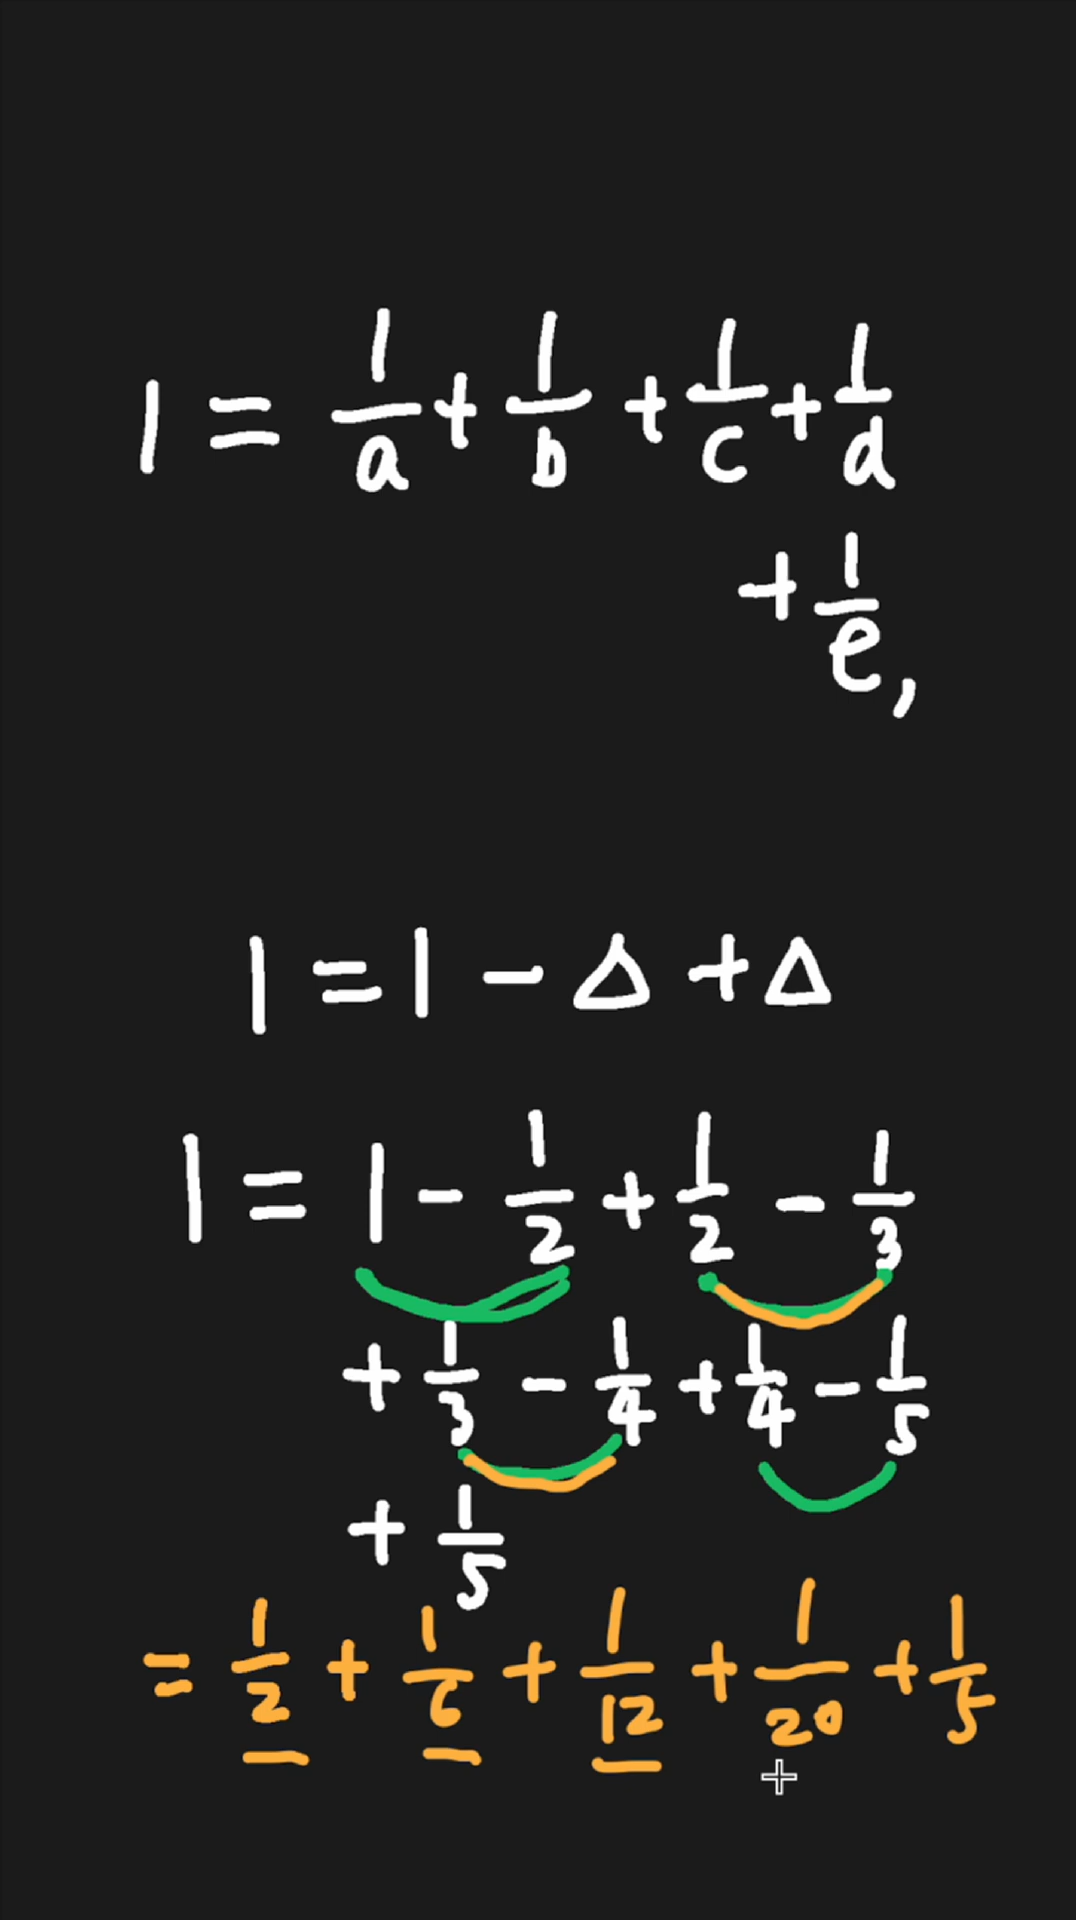 1 = 1/a + 1/b + 1/c + 1/d
+ 1/e,
1 = 1 - Δ + Δ
1 = 1 - 1/2 + 1/2 - 1/3
+ 1/3 - 1/4 + 1/4 - 1/5
+ 1/5
= 1/2 + 1/6 + 1/12 + 1/20 + 1/5